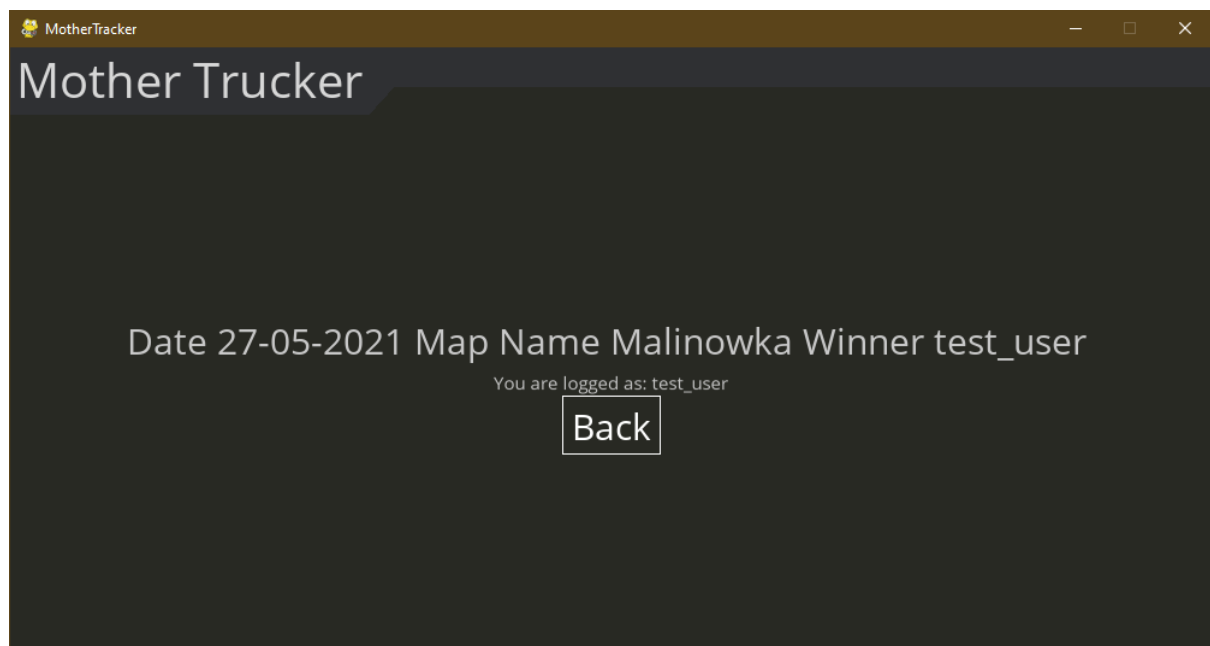 MotherTracker
Mother Trucker
Date 27-05-2021 Map Name Malinowka Winner test_user
You are logged as: test_user
Back